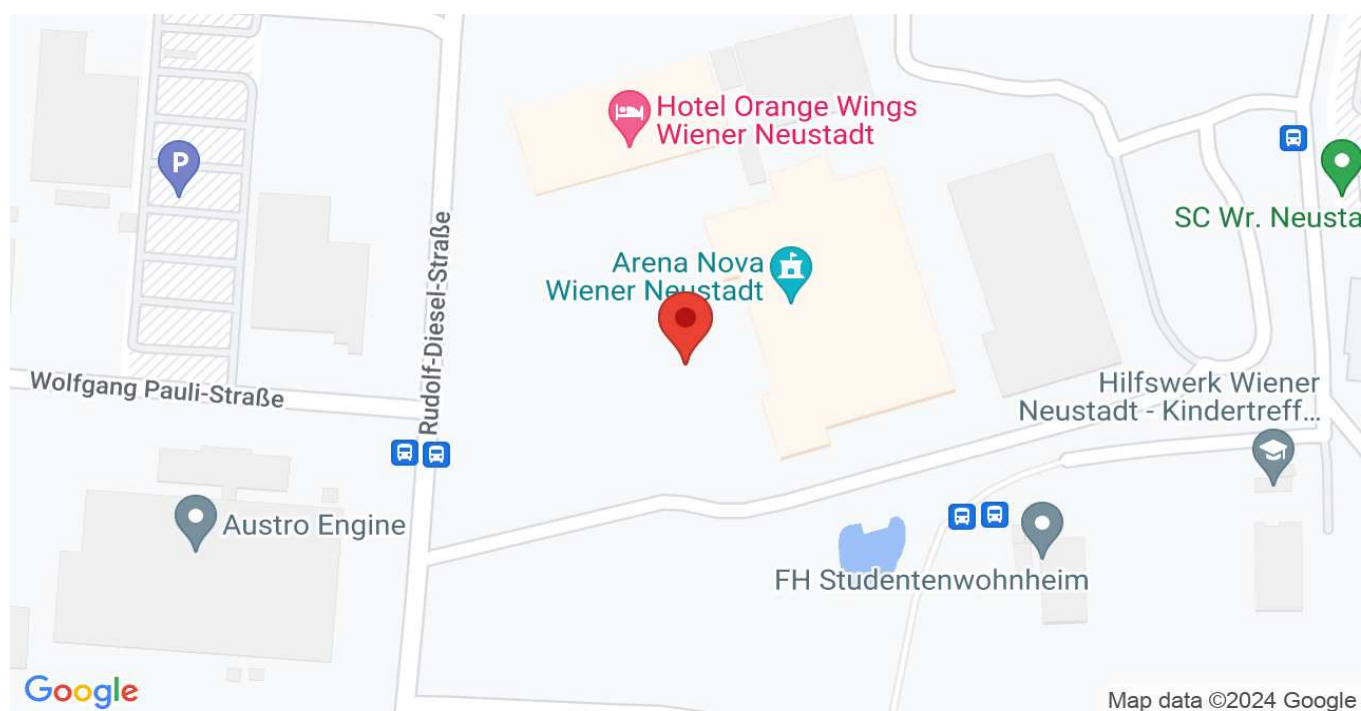 Hotel Orange Wings
Wiener Neustadt
P
SC Wr. Neusta
Rudolf-Diesel-Straße
Arena Nova
Wiener Neustadt
Wolfgang Pauli-Straße
Hilfswerk Wiener
Neustadt - Kindertreff...
Austro Engine
FH Studentenwohnheim
Google
Map data ©2024 Google